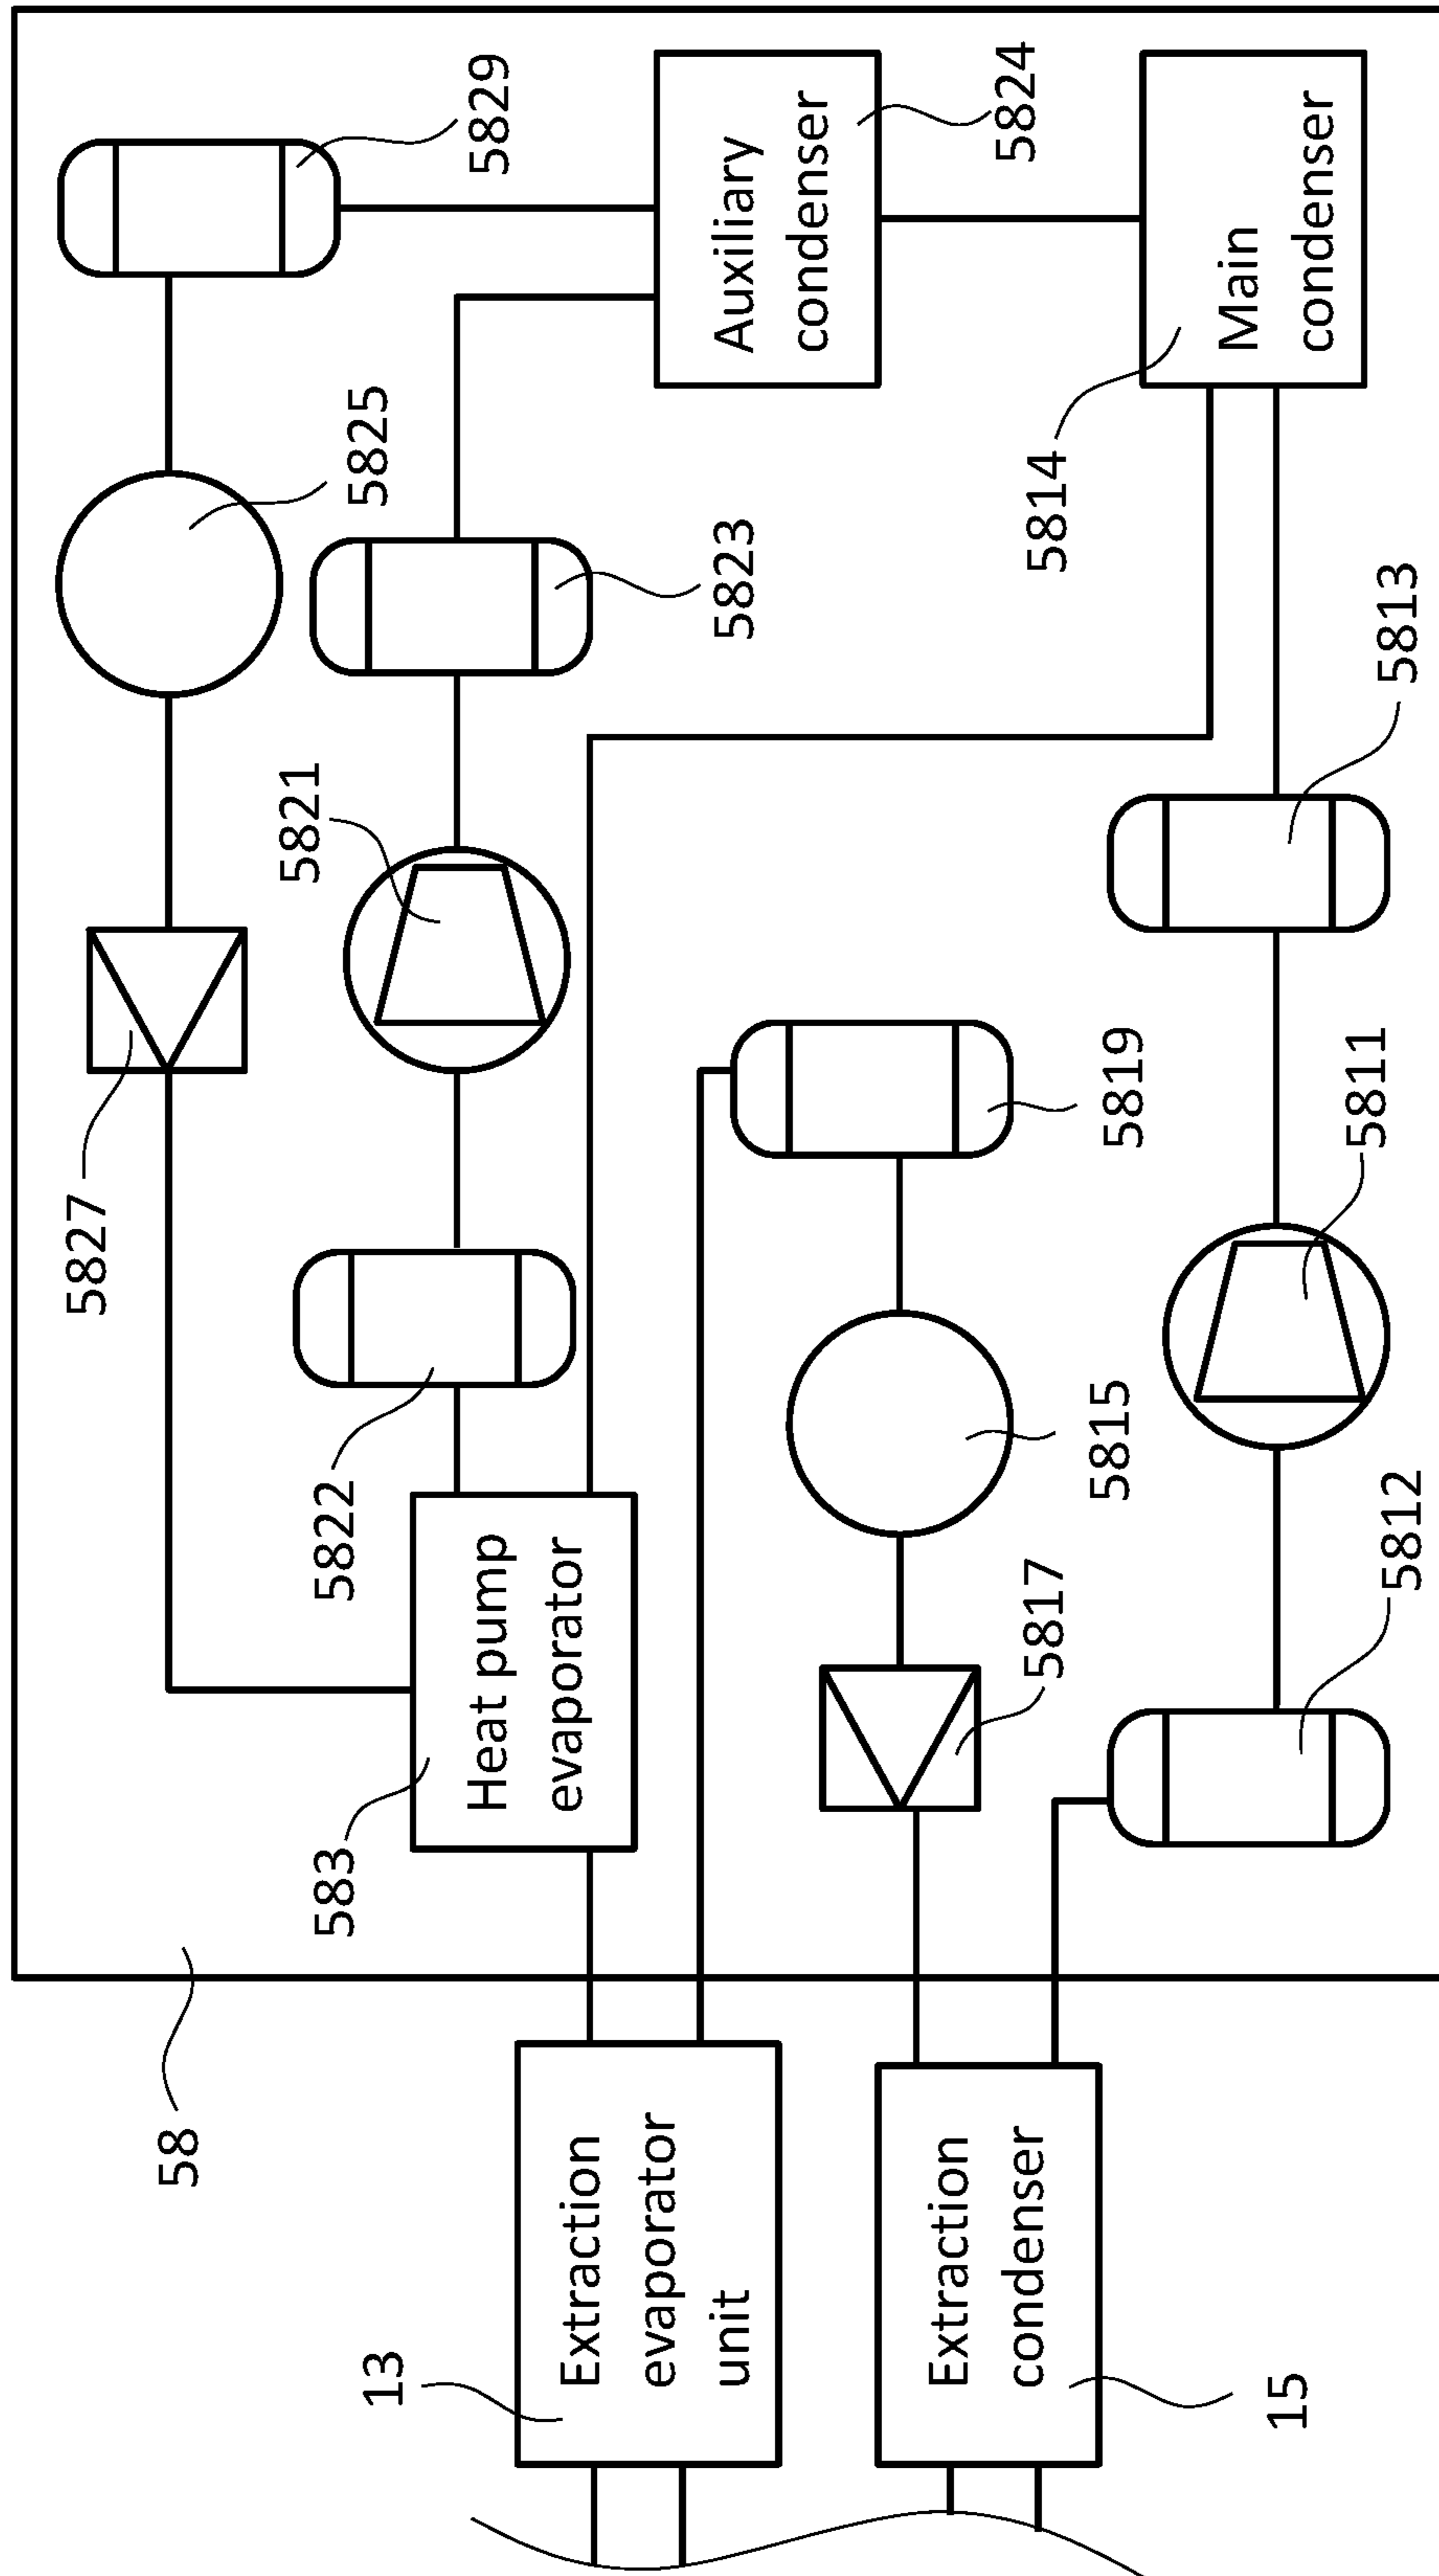 58
13
Extraction
evaporator
unit
Extraction
condenser
15
583
Heat pump
evaporator
5827
5822
5821
5825
5829
5823
Auxiliary
condenser
5824
5817
5815
5819
5812
5811
5813
5814
Main
condenser